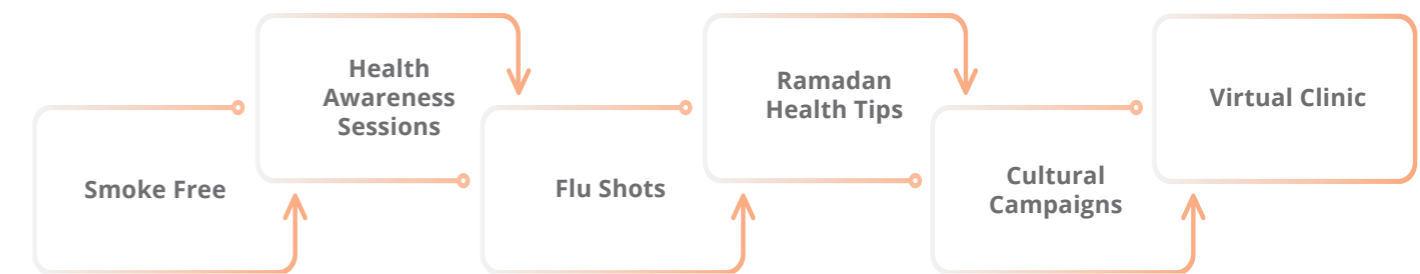 Smoke Free
Health
Awareness
Sessions
Flu Shots
Ramadan
Health Tips
Cultural
Campaigns
Virtual Clinic